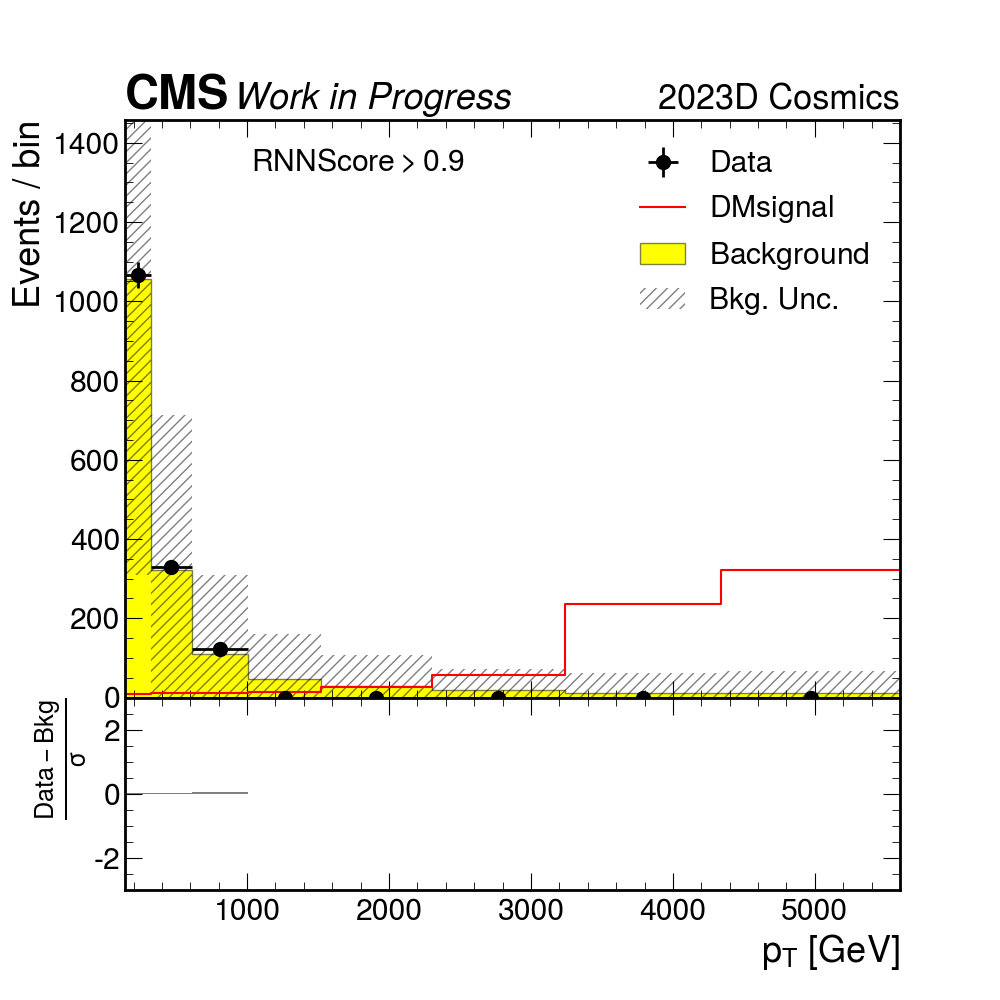 CMS Work in Progress 2023D Cosmics
Events / bin
RNNScore > 0.9
Data
DMsignal
Background
Bkg. Unc.
1400
1200
1000
800
600
400
200
0
Data − Bkg
σ
2
0
-2
1000 2000 3000 4000 5000
pT [GeV]